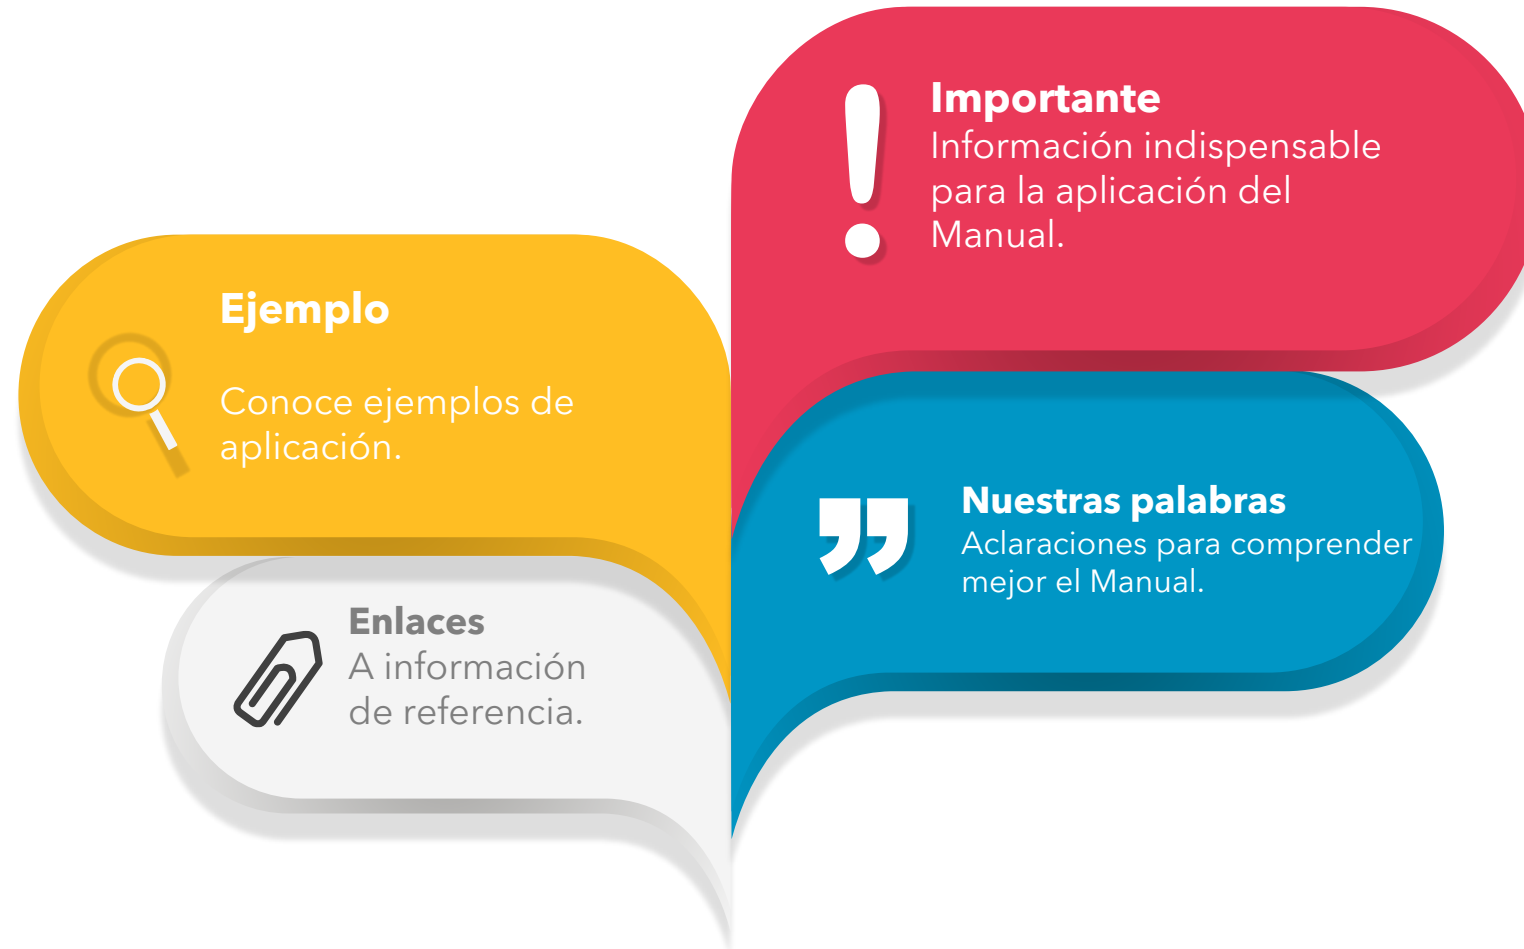 Importante
Información indispensable
para la aplicación del
Manual.
Ejemplo
Conoce ejemplos de
aplicación.
Nuestras palabras
Aclaraciones para comprender
mejor el Manual.
Enlaces
A información
de referencia.